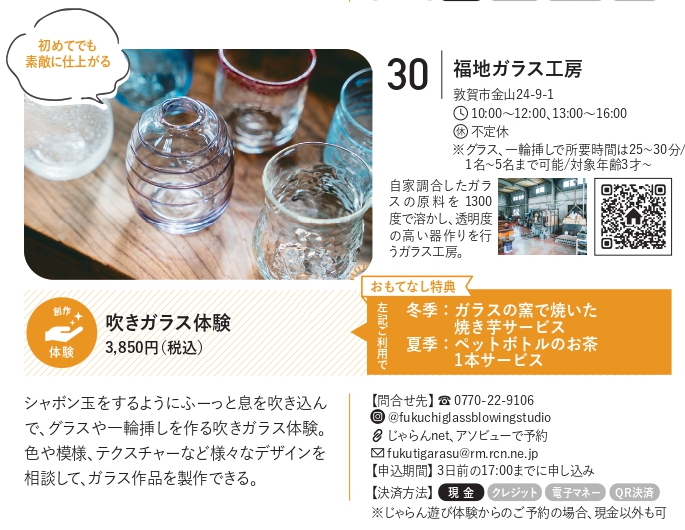 初めてでも
素敵に仕上がる
30
福地ガラス工房
敦賀市金山24-9-1
10:00〜12:00、13:00〜16:00
休 不定休
※グラス、一輪挿しで所要時間は25~30分/
1名~5名まで可能/対象年齢3才~
自家調合したガラ
スの原料を1300
度で溶かし、透明度
の高い器作りを行
うガラス工房。
創作
体験
吹きガラス体験
3,850円(税込)
おもてなし特典
左記ご利用で
冬季:ガラスの窯で焼いた
焼き芋サービス
夏季:ペットボトルのお茶
1本サービス
シャボン玉をするようにふーっと息を吹き込ん
で、グラスや一輪挿しを作る吹きガラス体験。
色や模様、テクスチャーなど様々なデザインを
相談して、ガラス作品を製作できる。
【問合せ先】☎ 0770-22-9106
@fukuchiglassblowingstudio
じゃらんnet、アソビューで予約
fukutigarasu@rm.rcn.ne.jp
【申込期間】3日前の17:00までに申し込み
【決済方法】現金 クレジット 電子マネー QR決済
※じゃらん遊び体験からのご予約の場合、現金以外も可